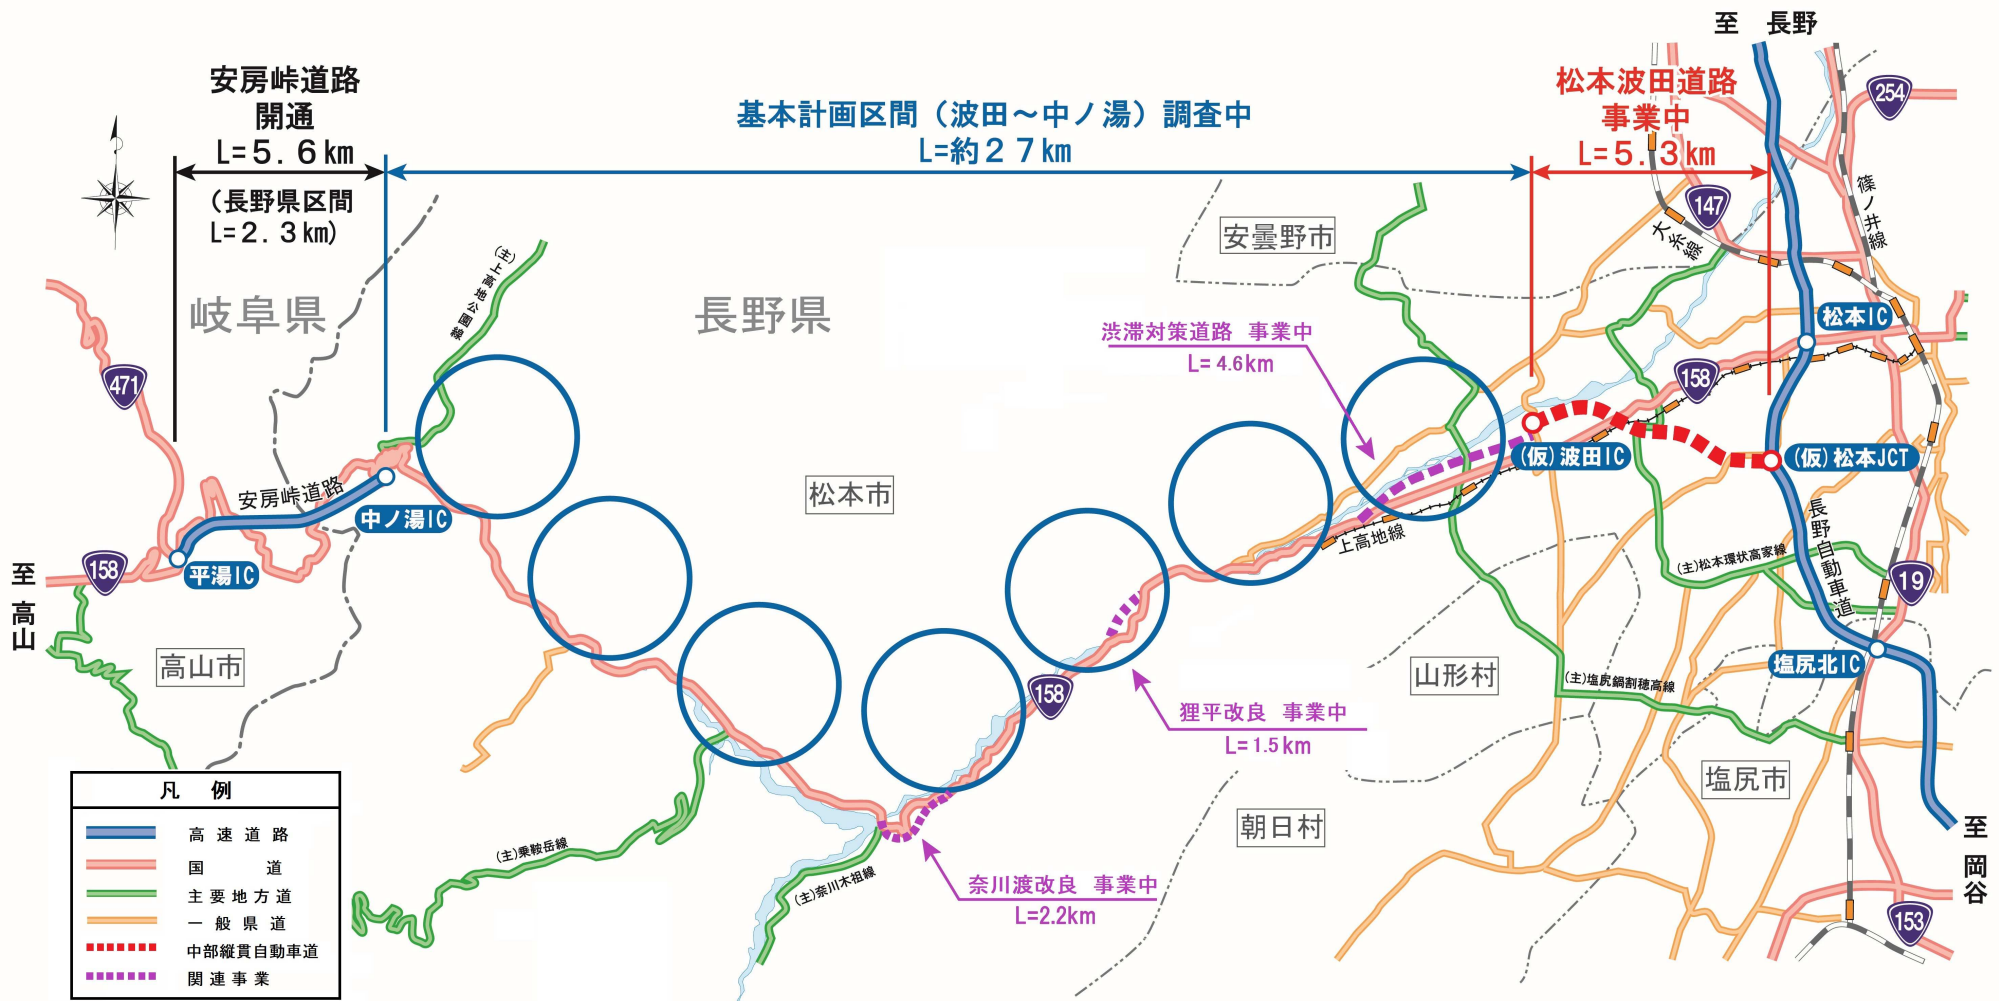 至　長野
安房峠道路
開通
L=5.6km
(長野県区間
L=2.3km)
基本計画区間（波田～中ノ湯）調査中
L=約27km
松本波田道路
事業中
L=5.3km
254
147
大糸線
篠ノ井線
安曇野市
(主)上高地公園線
岐阜県
長野県
松本IC
渋滞対策道路　事業中
L=4.6km
471
158
(仮)波田IC
(仮)松本JCT
安房峠道路
中ノ湯IC
松本市
上高地線
長野自動車道
(主)松本環状高家線
19
至高山
158
平湯IC
高山市
158
山形村
(主)塩尻鍋割穂高線
塩尻北IC
狸平改良　事業中
L=1.5km
塩尻市
朝日村
至岡谷
(主)乗鞍岳線
(主)奈川木祖線
奈川渡改良　事業中
L=2.2km
153
凡　例
高速道路
国　道
主要地方道
一般県道
中部縦貫自動車道
関連事業